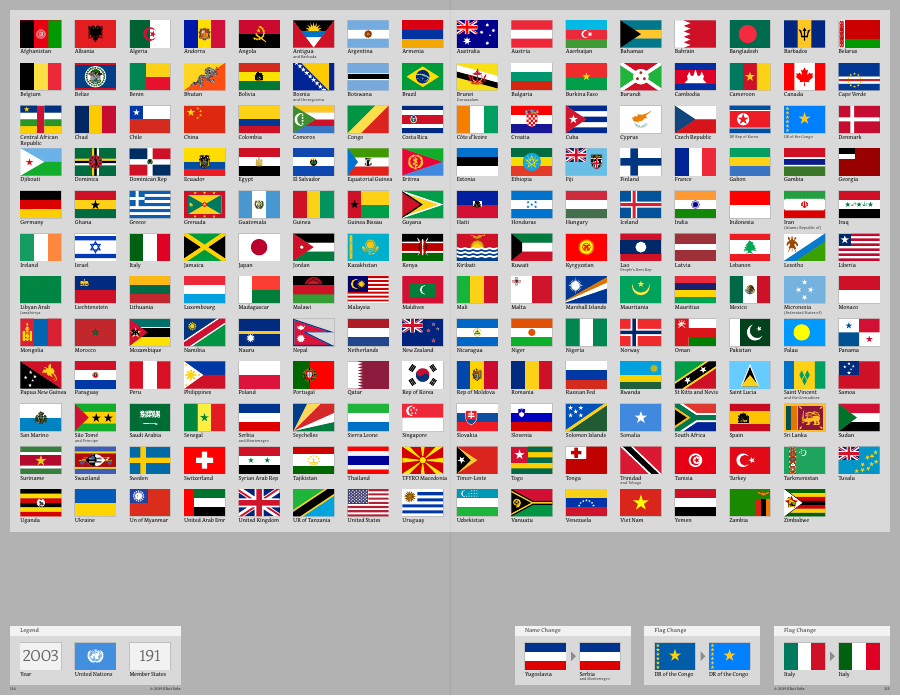 Afghanistan Albania Algeria Andorra Angola Antigua Argentina Armenia Australia Austria Azerbaijan Bahamas Bahrain Bangladesh Barbados Belarus
and Barbuda
Belgium Belize Benin Bhutan Bolivia Bosnia Botswana Brazil Brunei Bulgaria Burkina Faso Burundi Cambodia Cameroon Canada Cape Verde
and Herzegovina Darussalam
Central African Chad Chile China Colombia Comoros Congo Costa Rica Côte d'Ivoire Croatia Cuba Cyprus Czech Republic DP Rep of Korea DR of the Congo Denmark
Republic
Djibouti Dominica Dominican Rep Ecuador Egypt El Salvador Equatorial Guinea Eritrea Estonia Ethiopia Fiji Finland France Gabon Gambia Georgia
Germany Ghana Greece Grenada Guatemala Guinea Guinea Bissau Guyana Haiti Honduras Hungary Iceland India Indonesia Iran Iraq
(Islamic Republic of)
Ireland Israel Italy Jamaica Japan Jordan Kazakhstan Kenya Kiribati Kuwait Kyrgyzstan Lao Latvia Lebanon Lesotho Liberia
People's Dem Rep
Libyan Arab Liechtenstein Lithuania Luxembourg Madagascar Malawi Malaysia Maldives Mali Malta Marshall Islands Mauritania Mauritius Mexico Micronesia Monaco
Jamahiriya (Federated States of)
Mongolia Morocco Mozambique Namibia Nauru Nepal Netherlands New Zealand Nicaragua Niger Nigeria Norway Oman Pakistan Palau Panama
Papua New Guinea Paraguay Peru Philippines Poland Portugal Qatar Rep of Korea Rep of Moldova Romania Russian Fed Rwanda St Kitts and Nevis Saint Lucia Saint Vincent Samoa
and the Grenadines
San Marino São Tomé Saudi Arabia Senegal Serbia Seychelles Sierra Leone Singapore Slovakia Slovenia Solomon Islands Somalia South Africa Spain Sri Lanka Sudan
and Principe and Montenegro
Suriname Swaziland Sweden Switzerland Syrian Arab Rep Tajikistan Thailand TFYRO Macedonia Timor-Leste Togo Tonga Trinidad Tunisia Turkey Turkmenistan Tuvalu
and Tobago
Uganda Ukraine Un of Myanmar United Arab Emr United Kingdom UR of Tanzania United States Uruguay Uzbekistan Vanuatu Venezuela Viet Nam Yemen Zambia Zimbabwe
Legend Name Change Flag Change Flag Change
2003 191
Year United Nations Member States Yugoslavia Serbia DR of the Congo DR of the Congo Italy Italy
and Montenegro